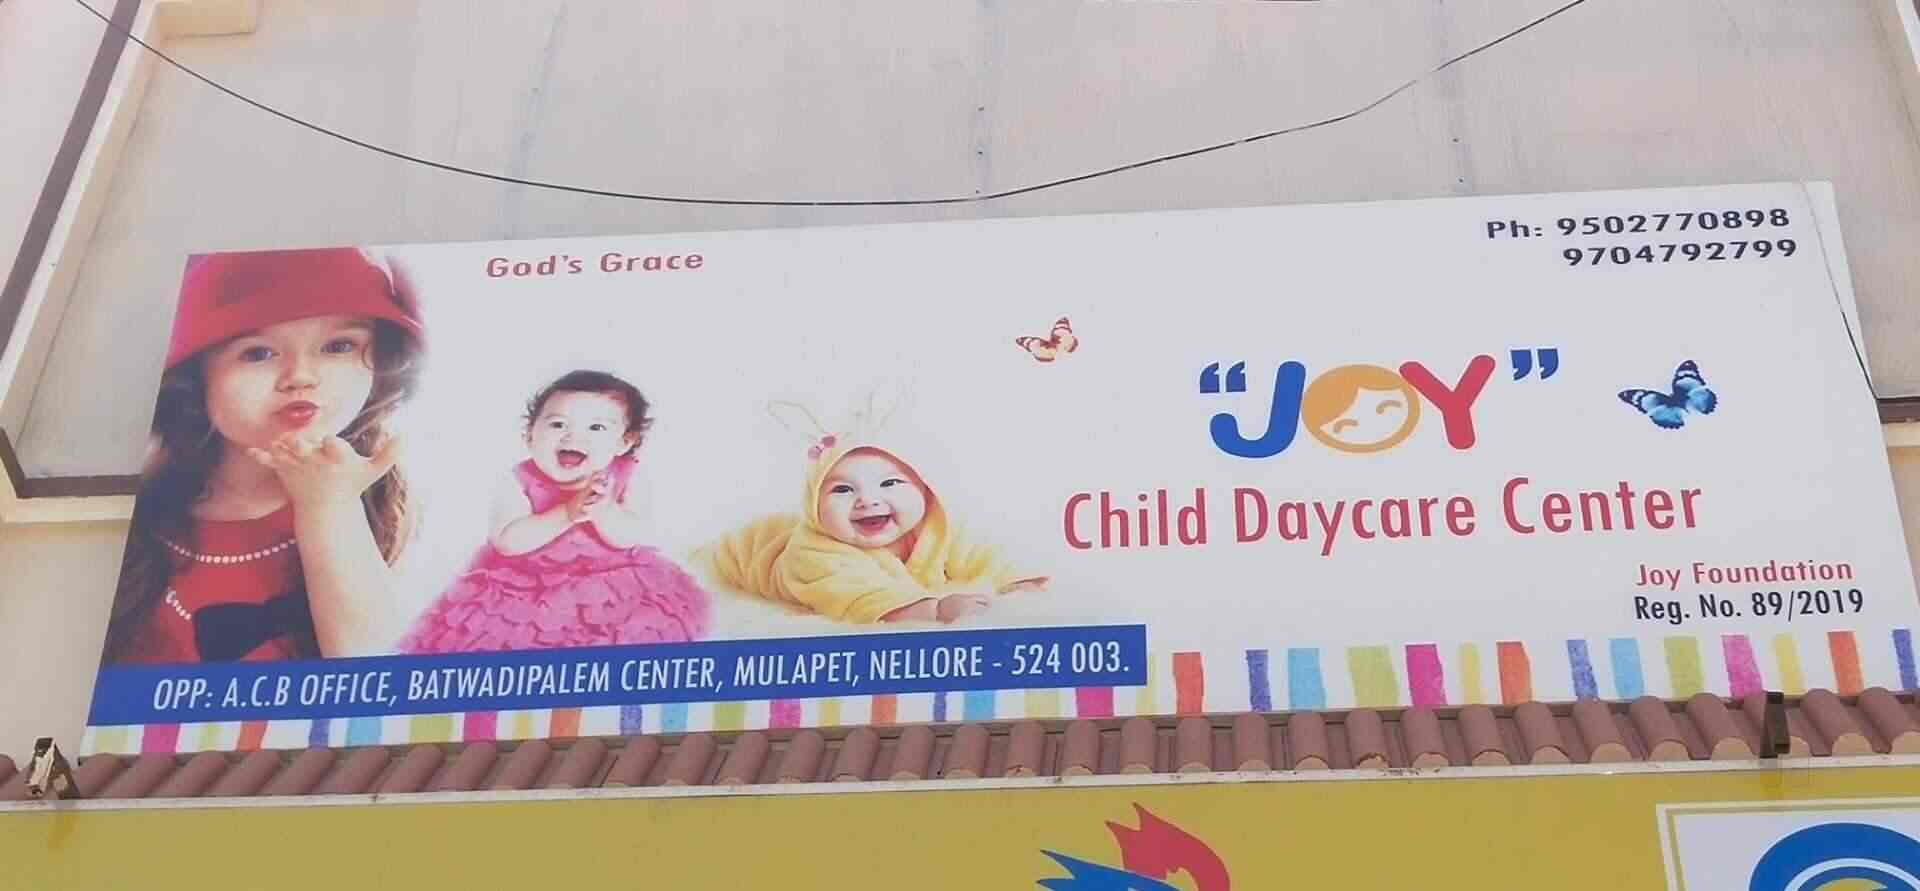 God's Grace
Ph: 9502770898
9704792799
"JOY"
Child Daycare Center
Joy Foundation
Reg. No. 89/2019
OPP: A.C.B OFFICE, BATWADIPALEM CENTER, MULAPET, NELLORE - 524 003.